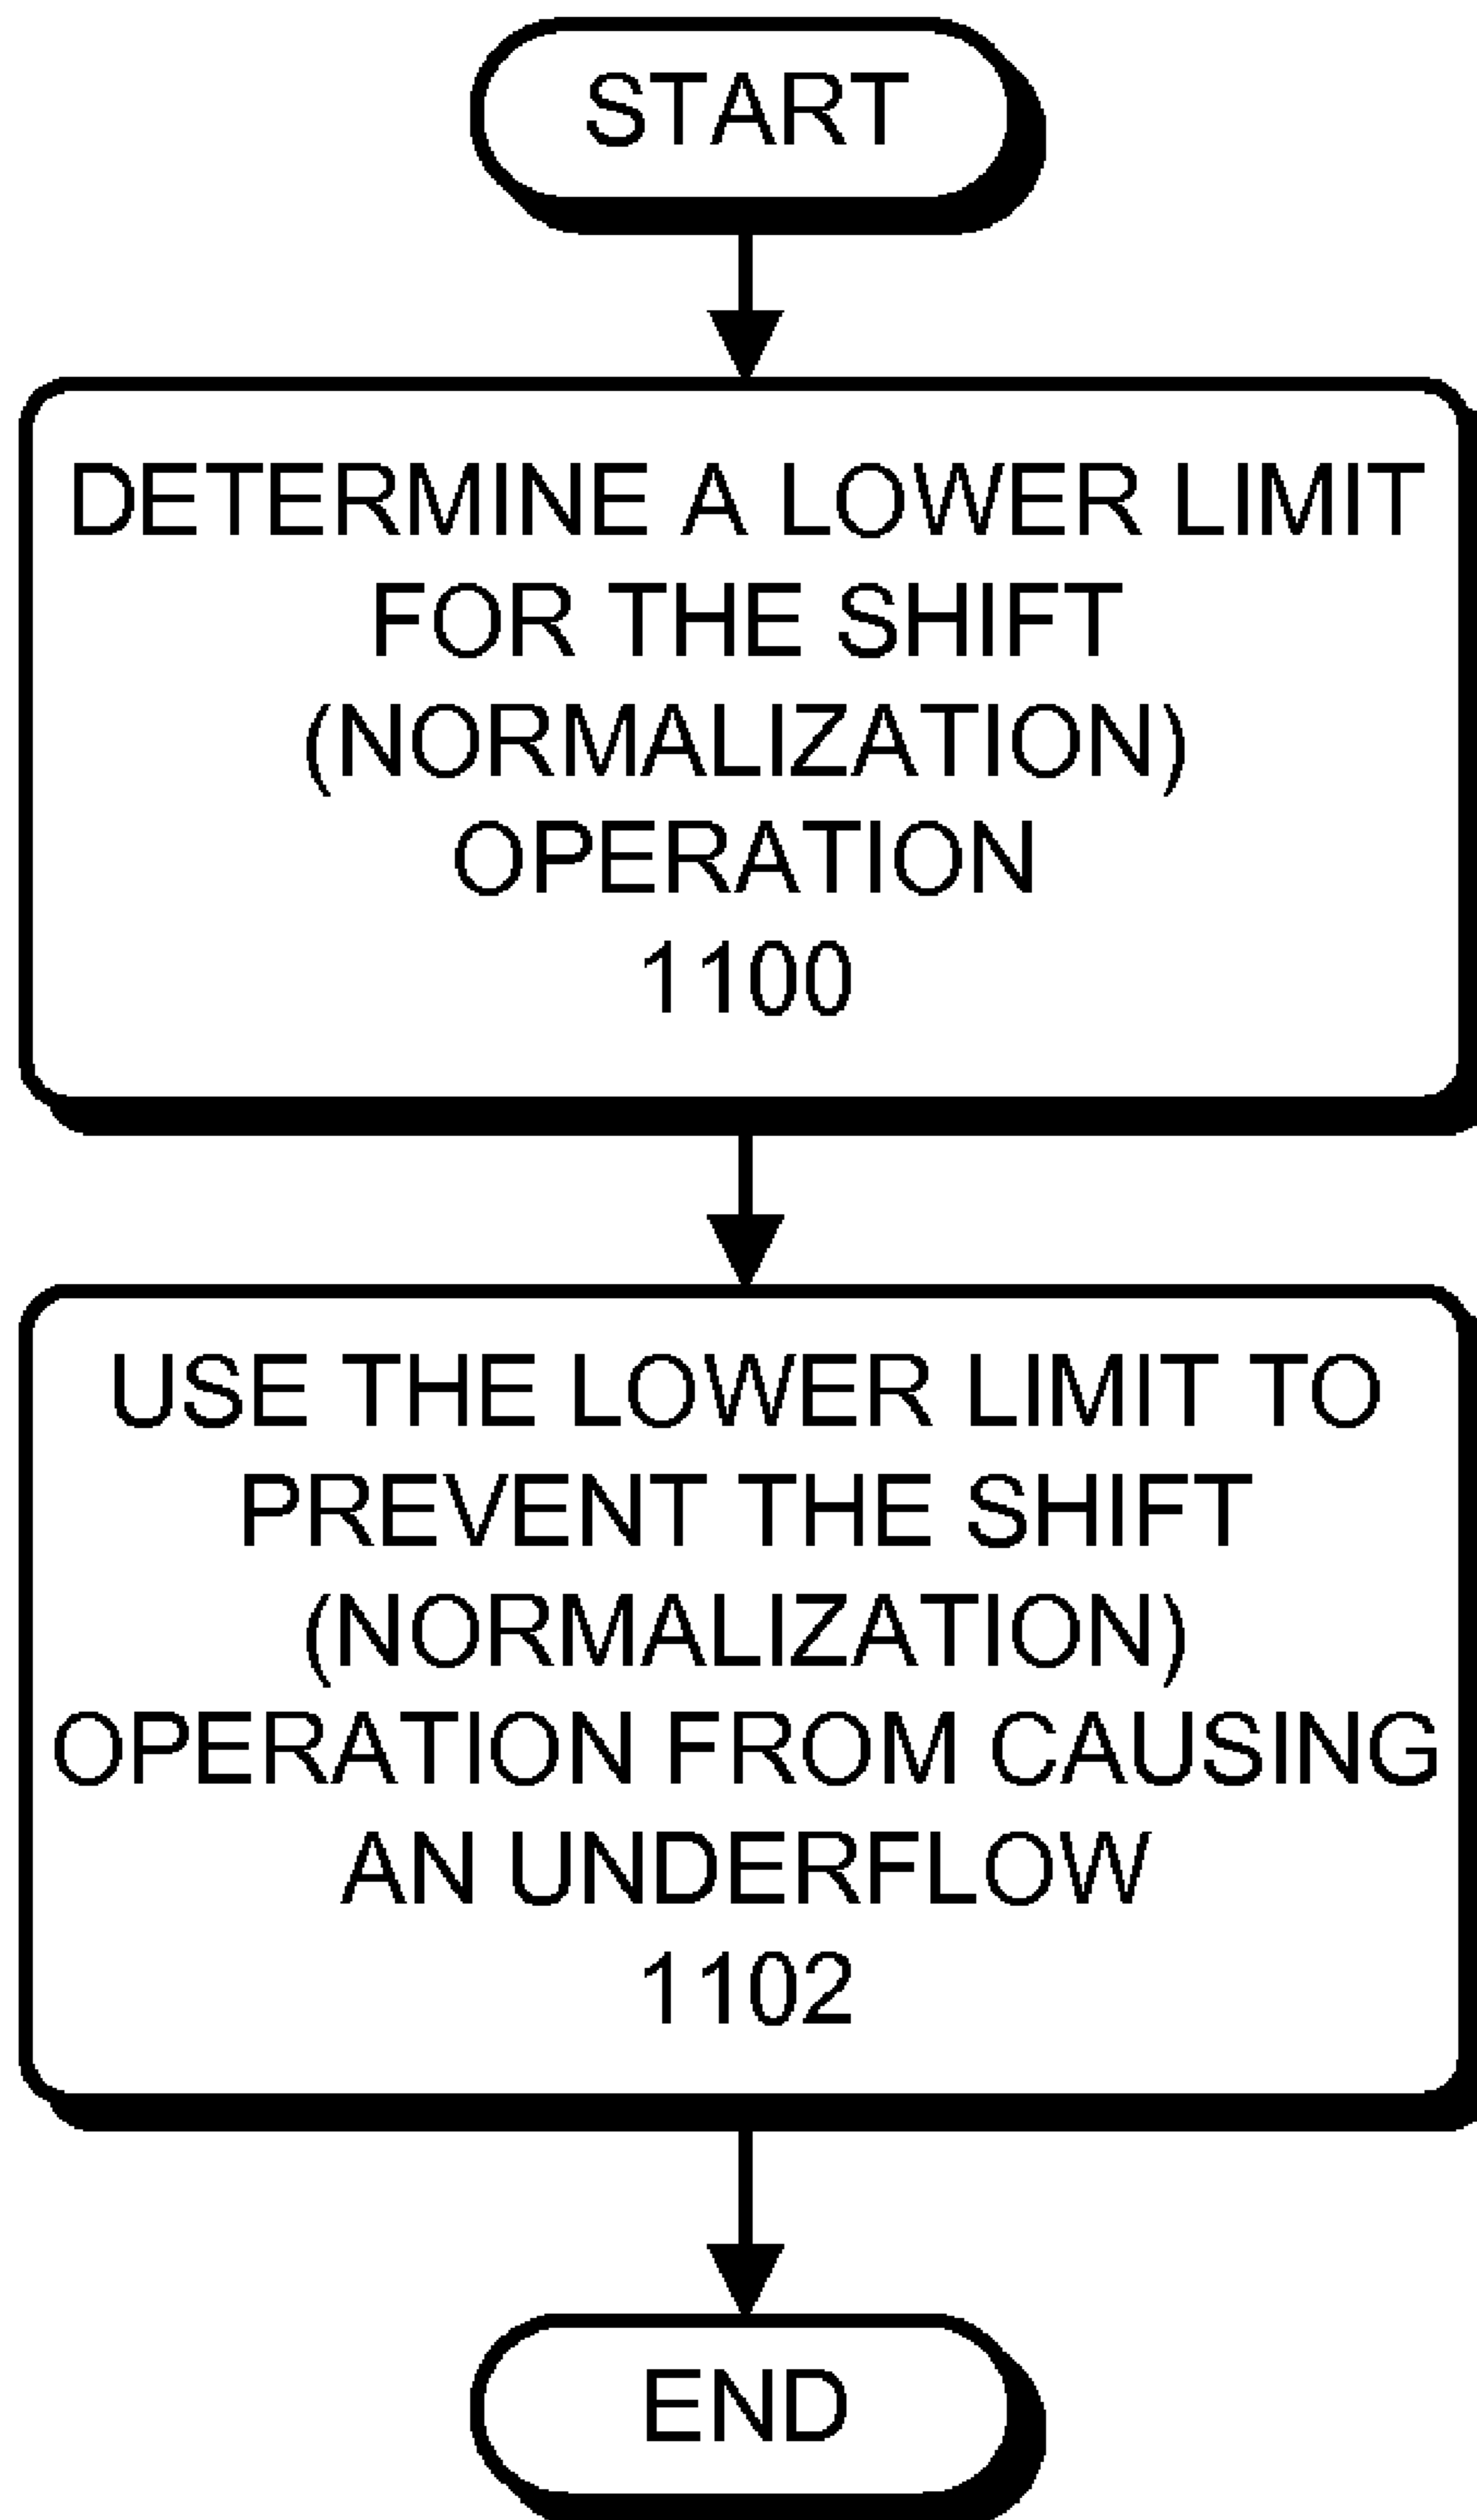 START
DETERMINE A LOWER LIMIT
FOR THE SHIFT
(NORMALIZATION)
OPERATION
1100
USE THE LOWER LIMIT TO
PREVENT THE SHIFT
(NORMALIZATION)
OPERATION FROM CAUSING
AN UNDERFLOW
1102
END